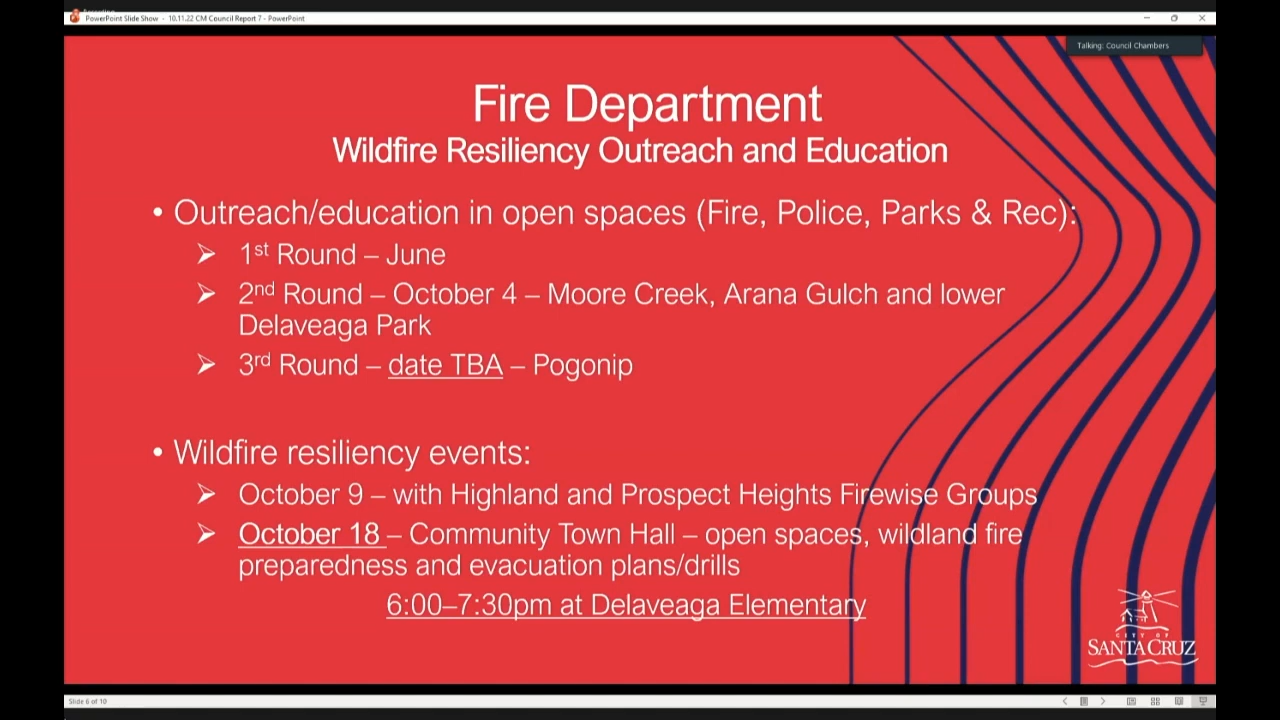 PowerPoint Slide Show - 10.11.22 CM Council Report 7 - PowerPoint
Talking: Council Chambers
Fire Department
Wildfire Resiliency Outreach and Education
• Outreach/education in open spaces (Fire, Police, Parks & Rec):
➢ 1st Round – June
➢ 2nd Round – October 4 – Moore Creek, Arana Gulch and lower
Delaveaga Park
➢ 3rd Round – date TBA – Pogonip
• Wildfire resiliency events:
➢ October 9 – with Highland and Prospect Heights Firewise Groups
➢ October 18 – Community Town Hall – open spaces, wildland fire
preparedness and evacuation plans/drills
6:00–7:30pm at Delaveaga Elementary
CITY OF
SANTA CRUZ
Slide 6 of 10